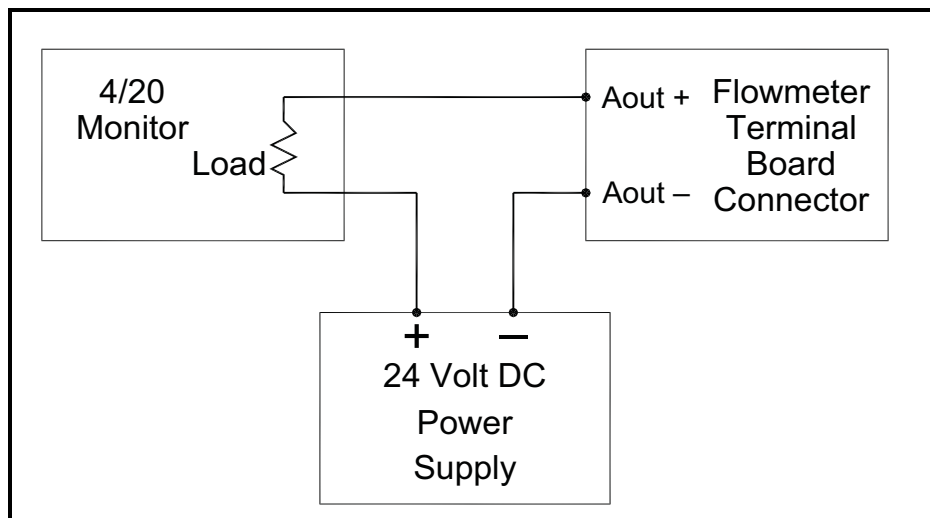 4/20
Monitor
Load
Aout +
Aout –
Flowmeter
Terminal
Board
Connector
+ –
24 Volt DC
Power
Supply